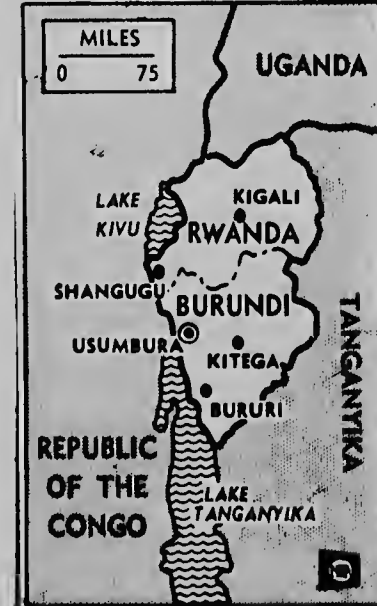 MILES
0 75
UGANDA
LAKE
KIVU
KIGALI
RWANDA
SHANGUGU
BURUNDI
USUMBURA
KITEGA
BURURI
TANGANYIKA
REPUBLIC
OF THE
CONGO
LAKE
TANGANYIKA